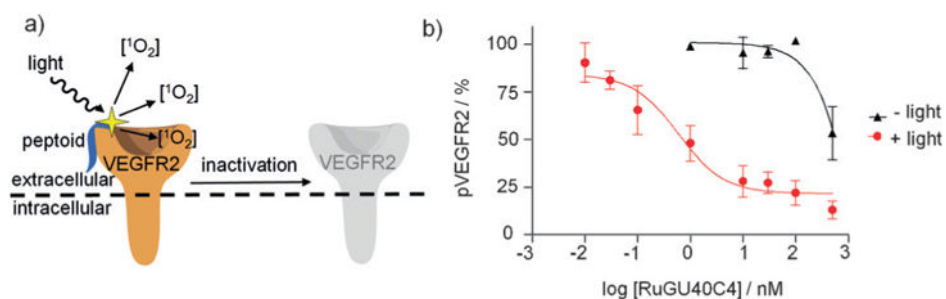 a)
[¹O₂]
light
[¹O₂]
[¹O₂]
peptoid
VEGFR2
VEGFR2
inactivation
extracellular
intracellular
b)
pVEGFR2 / %
100
75
50
25
0
-3 -2 -1 0 1 2 3
log [RuGU40C4] / nM
- light
+ light